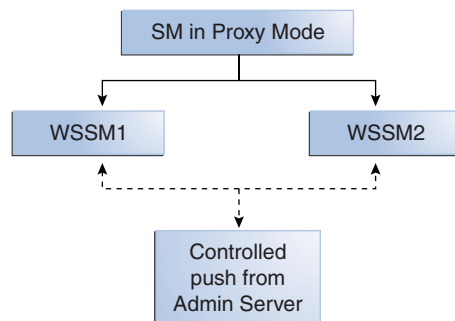 SM in Proxy Mode
WSSM1
WSSM2
Controlled
push from
Admin Server